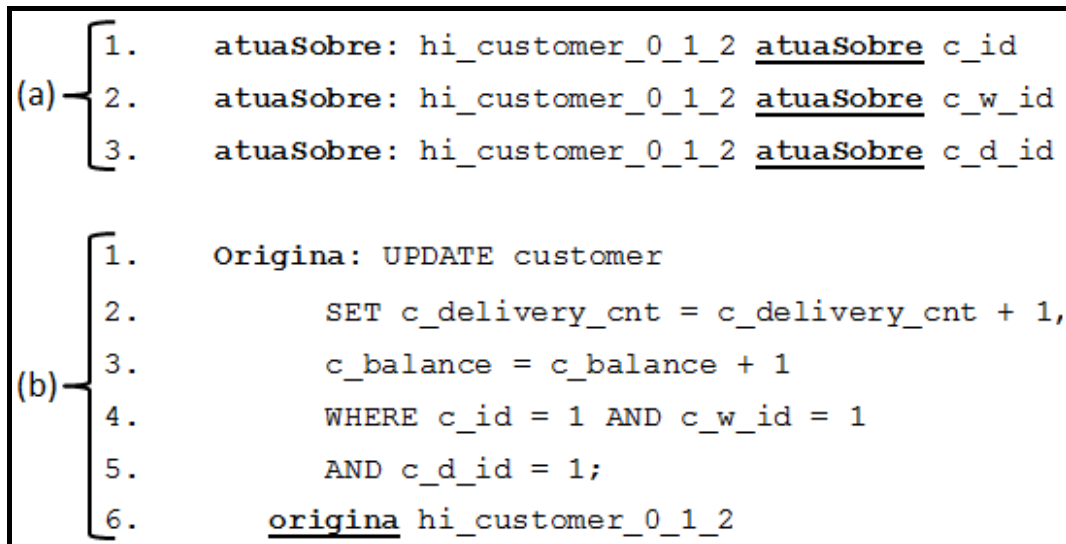 (a)
1. atuaSobre: hi_customer_0_1_2 atuaSobre c_id
2. atuaSobre: hi_customer_0_1_2 atuaSobre c_w_id
3. atuaSobre: hi_customer_0_1_2 atuaSobre c_d_id
(b)
1. Origina: UPDATE customer
2. SET c_delivery_cnt = c_delivery_cnt + 1,
3. c_balance = c_balance + 1
4. WHERE c_id = 1 AND c_w_id = 1
5. AND c_d_id = 1;
6. origina hi_customer_0_1_2